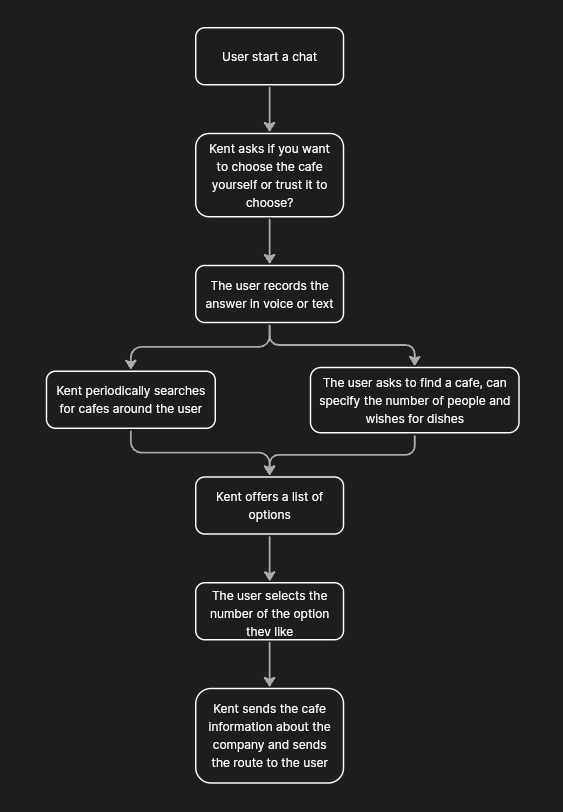 User start a chat
Kent asks if you want
to choose the cafe
yourself or trust it to
choose?
The user records the
answer in voice or text
Kent periodically searches
for cafes around the user
The user asks to find a cafe, can
specify the number of people and
wishes for dishes
Kent offers a list of
options
The user selects the
number of the option
they like
Kent sends the cafe
information about the
company and sends
the route to the user